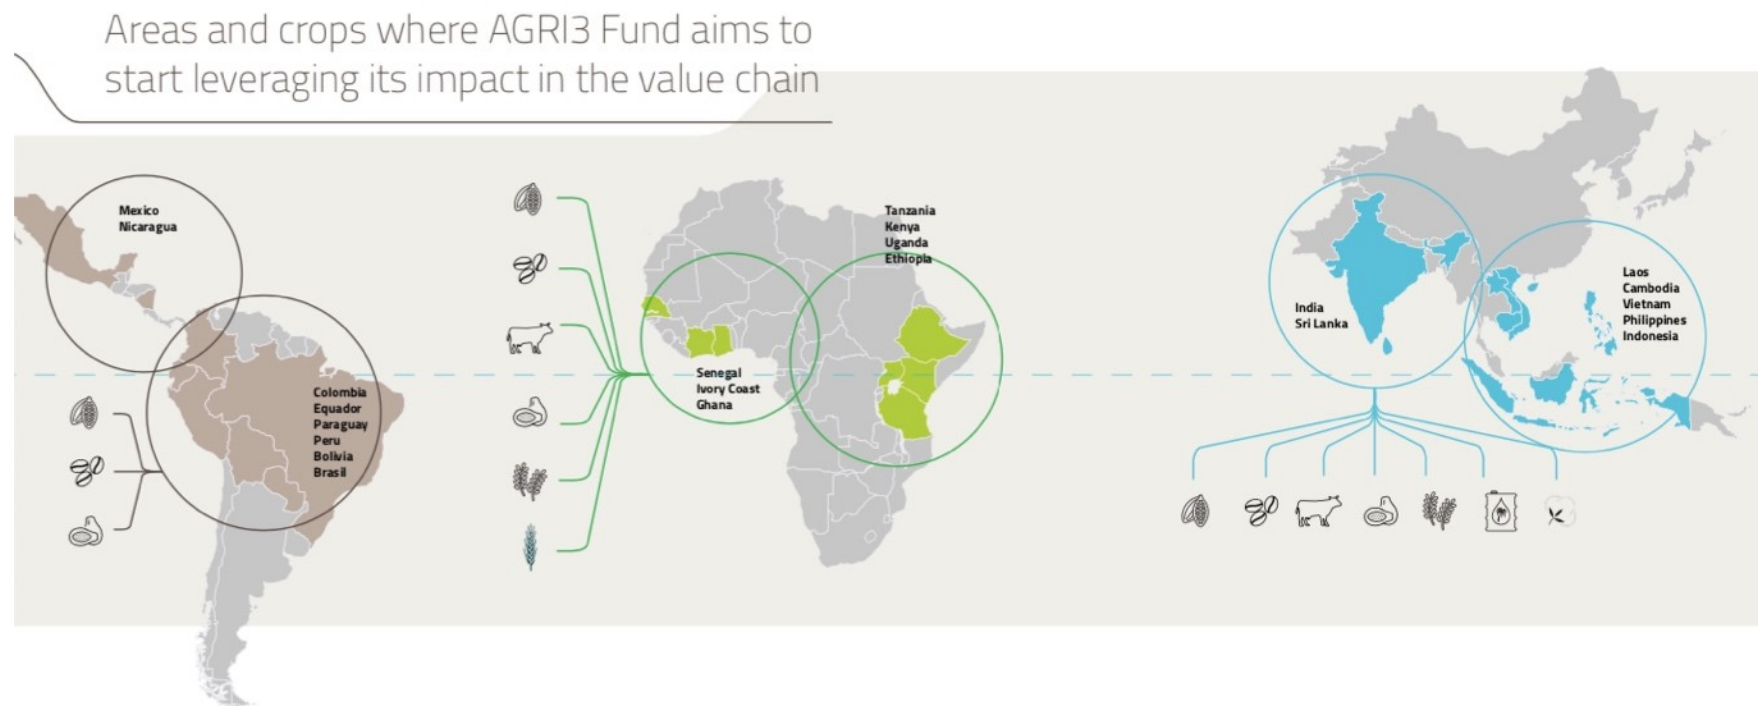 Areas and crops where AGRI3 Fund aims to
start leveraging its impact in the value chain
Mexico
Nicaragua
Colombia
Equador
Paraguay
Peru
Bolivia
Brasil
Senegal
Ivory Coast
Ghana
Tanzania
Kenya
Uganda
Ethiopia
India
Sri Lanka
Laos
Cambodia
Vietnam
Philippines
Indonesia